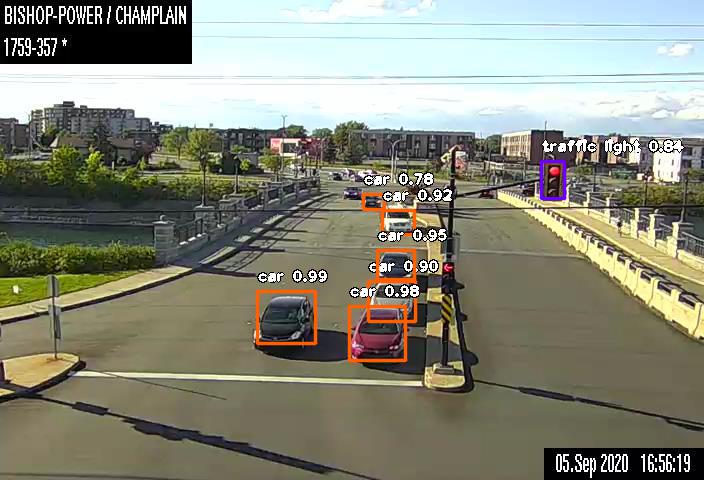 BISHOP-POWER / CHAMPLAIN
1759-357 *
traffic light 0.84
car 0.78
car 0.92
car 0.95
car 0.90
car 0.99
car 0.98
05.Sep 2020 16:56:19